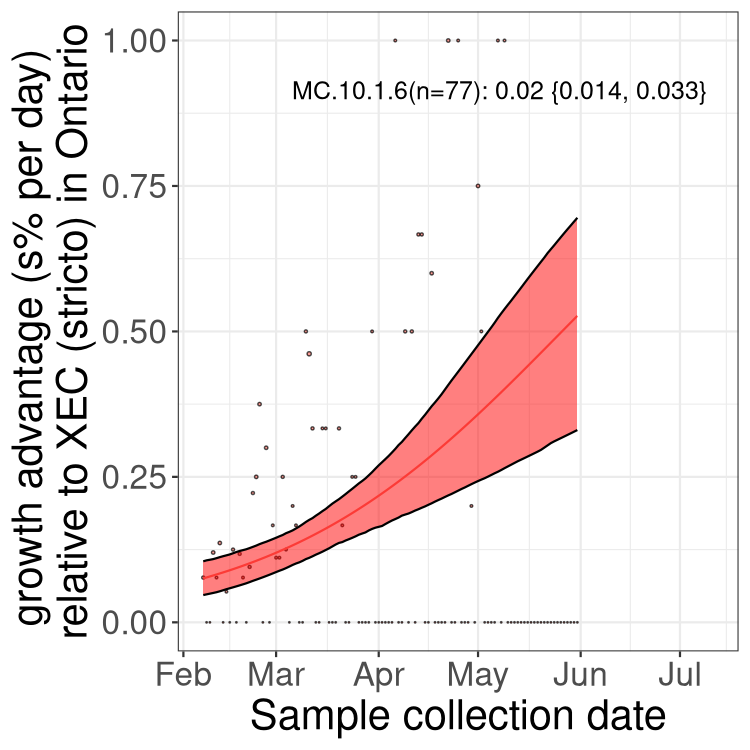 growth advantage (s% per day)
relative to XEC (stricto) in Ontario
1.00
0.75
0.50
0.25
0.00
MC.10.1.6(n=77): 0.02 {0.014, 0.033}
Feb Mar Apr May Jun Jul
Sample collection date